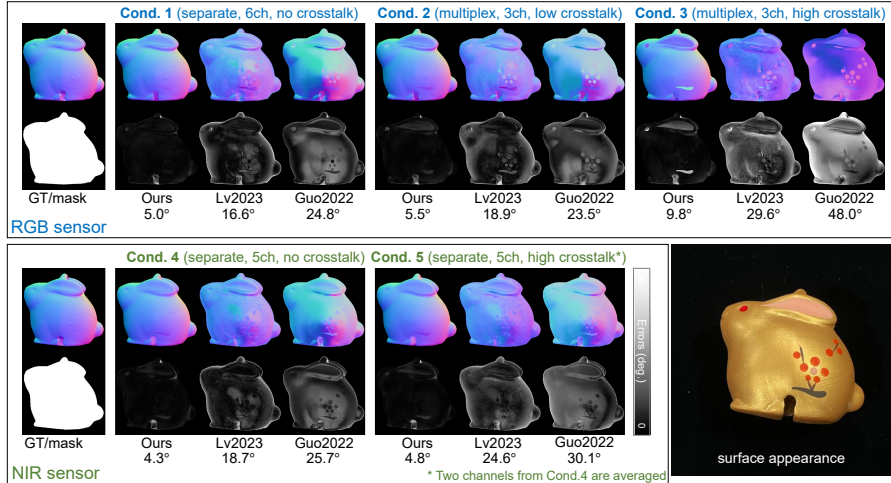 Cond. 1 (separate, 6ch, no crosstalk) Cond. 2 (multiplex, 3ch, low crosstalk) Cond. 3 (multiplex, 3ch, high crosstalk)
GT/mask Ours Lv2023 Guo2022 Ours Lv2023 Guo2022 Ours Lv2023 Guo2022
5.0° 16.6° 24.8° 5.5° 18.9° 23.5° 9.8° 29.6° 48.0°
RGB sensor
Cond. 4 (separate, 5ch, no crosstalk) Cond. 5 (separate, 5ch, high crosstalk*)
Errors (deg.)
0
GT/mask Ours Lv2023 Guo2022 Ours Lv2023 Guo2022
4.3° 18.7° 25.7° 4.8° 24.6° 30.1°
NIR sensor
* Two channels from Cond.4 are averaged
surface appearance